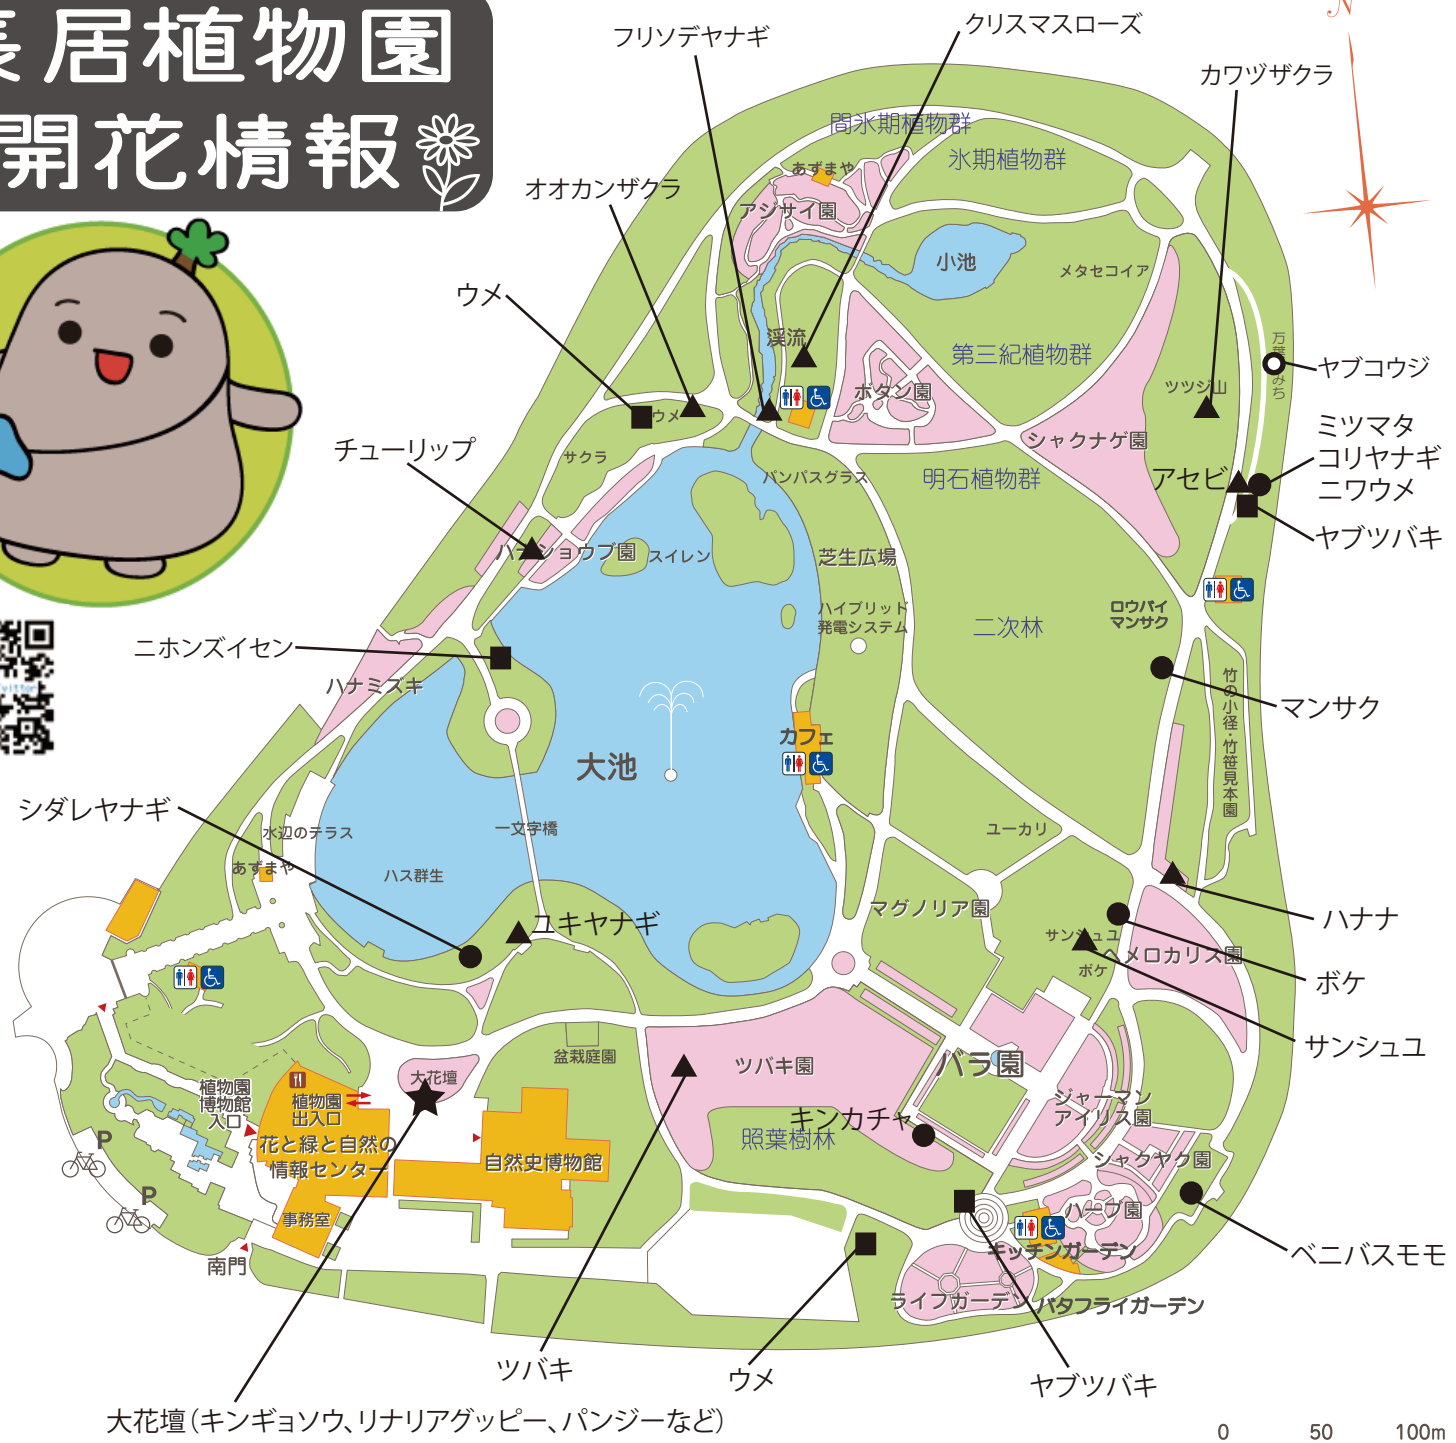 長居植物園
開花情報
N
クリスマスローズ
フリソデヤナギ
カワヅザクラ
オオカンザクラ
ウメ
チューリップ
ニホンズイセン
シダレヤナギ
間氷期植物群
氷期植物群
あずまや
アジサイ園
小池
メタセコイア
渓流
第三紀植物群
ボタン園
ツツジ山
ヤブコウジ
シャクナゲ園
ミツマタ
コリヤナギ
ニワウメ
アセビ
ヤブツバキ
ウメ
サクラ
パンパスグラス
明石植物群
ハナショウブ園
スイレン
芝生広場
ハイブリッド
発電システム
二次林
ロウバイ
マンサク
マンサク
竹の小径・竹笹見本園
ハナミズキ
カフェ
大池
一文字橋
水辺のテラス
あずまや
ハス群生
ユーカリ
ユキヤナギ
マグノリア園
サンシュユ
ボケ
ヘメロカリス園
ハナナ
ボケ
サンシュユ
盆栽庭園
大花壇
ツバキ園
バラ園
ジャーマン
アイリス園
植物園
博物館
入口
植物園
出入口
花と緑と自然の
情報センター
自然史博物館
キンカチャ
照葉樹林
シャクヤク園
ハーブ園
事務室
南門
P
P
キッチンガーデン
ライフガーデン
バタフライガーデン
ベニバスモモ
ツバキ
ウメ
ヤブツバキ
大花壇（キンギョソウ、リナリアグッピー、パンジーなど）
0 50 100m